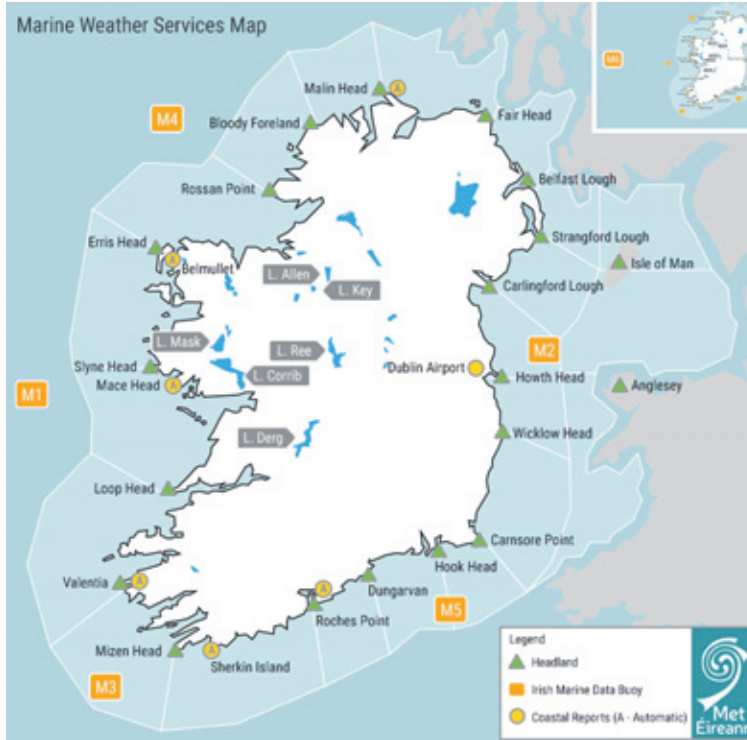 Marine Weather Services Map
M6
Malin Head
A
M4
Bloody Foreland
Fair Head
Rossan Point
Belfast Lough
Erris Head
Strangford Lough
A
Belmullet
L. Allen
Isle of Man
L. Key
Carlingford Lough
L. Mask
L. Ree
M2
Slyne Head
Dublin Airport
L. Corrib
Howth Head
Mace Head
A
Anglesey
M1
L. Derg
Wicklow Head
Loop Head
Carnsore Point
Hook Head
Valentia
A
A
Dungarvan
Roches Point
M5
Mizen Head
A
Sherkin Island
M3
Legend
Headland
Irish Marine Data Buoy
Coastal Reports (A - Automatic)
Met
Éireann